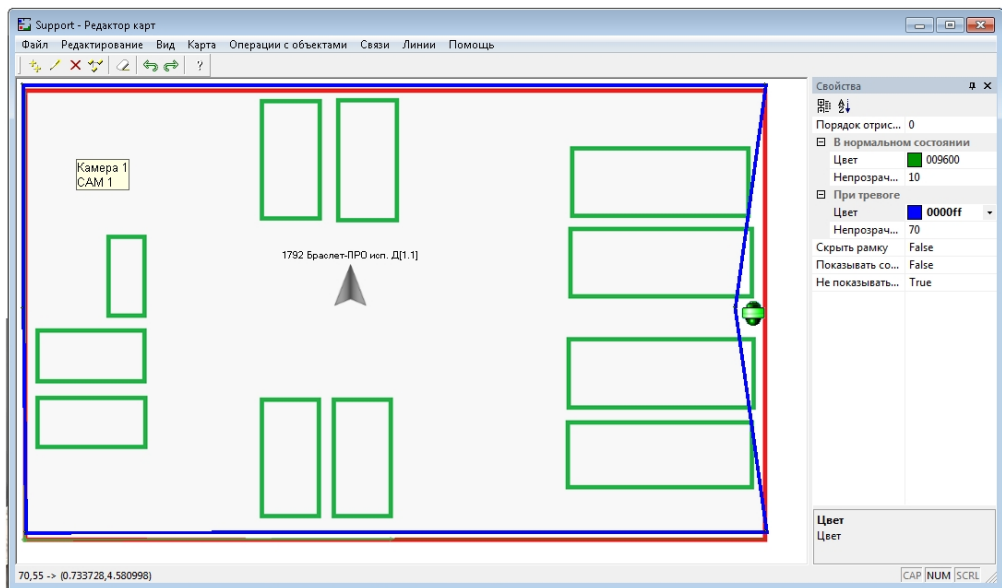 Support - Редактор карт
Файл Редактирование Вид Карта Операции с объектами Связи Линии Помощь
?
Камера 1
CAM 1
1792 Браслет-ПРО исп. Д[1.1]
Свойства
Порядок отрис... 0
В нормальном состоянии
Цвет 009600
Непрозрач... 10
При тревоге
Цвет 0000ff
Непрозрач... 70
Скрыть рамку False
Показывать со... False
Не показывать... True
Цвет
Цвет
70,55 -> (0.733728,4.580998)
CAP NUM SCRL